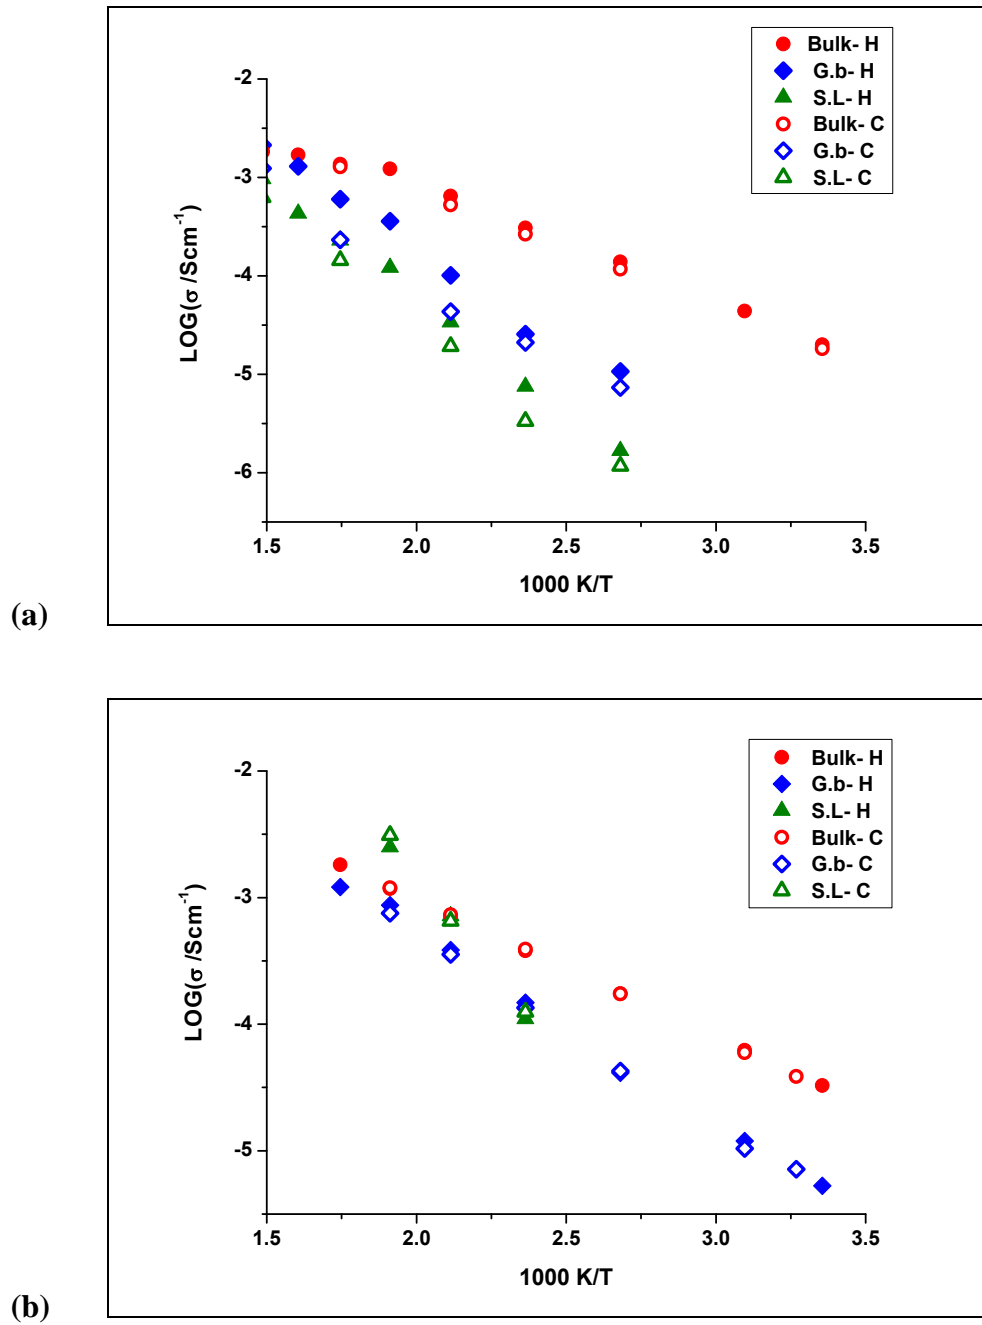 Bulk- H
G.b- H
S.L- H
Bulk- C
G.b- C
S.L- C
-2
-3
-4
-5
-6
LOG(σ /Scm⁻¹)
1.5 2.0 2.5 3.0 3.5
1000 K/T
(a)
Bulk- H
G.b- H
S.L- H
Bulk- C
G.b- C
S.L- C
-2
-3
-4
-5
LOG(σ /Scm⁻¹)
1.5 2.0 2.5 3.0 3.5
1000 K/T
(b)